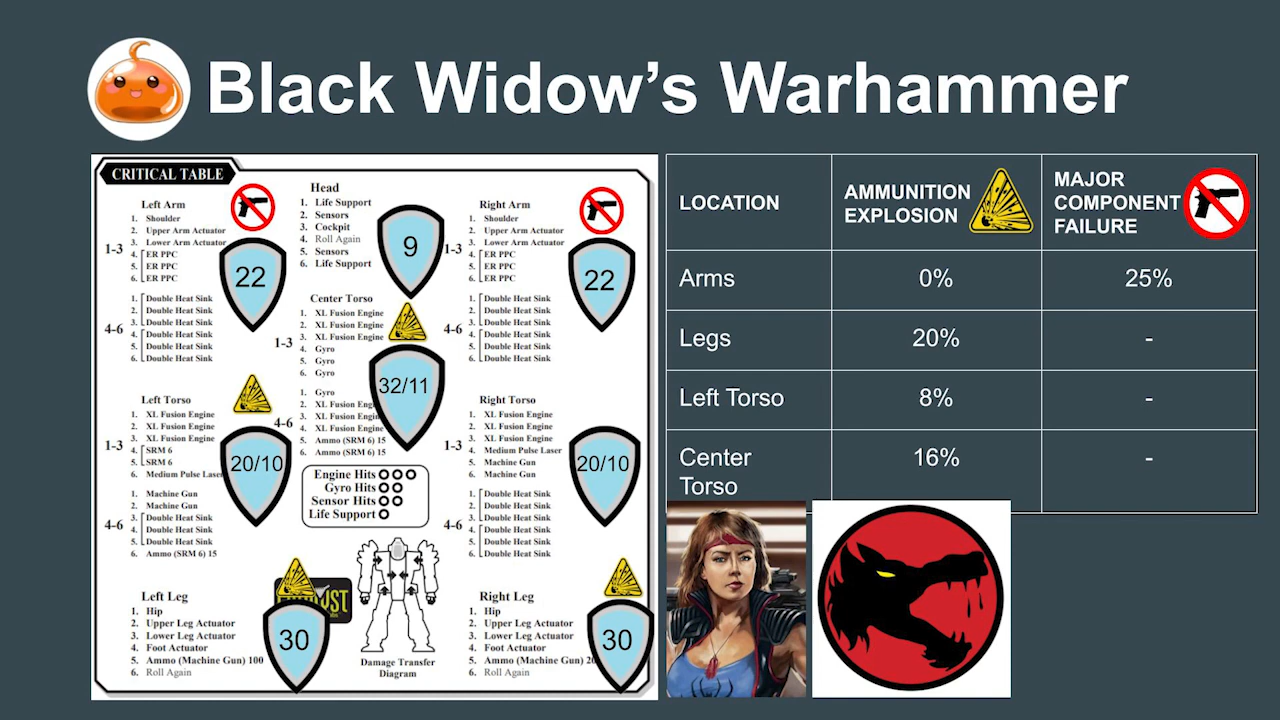 Black Widow's Warhammer
CRITICAL TABLE
Left Arm
1. Shoulder
2. Upper Arm Actuator
3. Lower Arm Actuator
4. ER PPC
5. ER PPC
6. ER PPC
1-3
22
1. Double Heat Sink
2. Double Heat Sink
3. Double Heat Sink
4. Double Heat Sink
5. Double Heat Sink
6. Double Heat Sink
4-6
Left Torso
1. XL Fusion Engine
2. XL Fusion Engine
3. XL Fusion Engine
4. SRM 6
5. SRM 6
6. Medium Pulse Laser
1-3
20/10
1. Machine Gun
2. Machine Gun
3. Double Heat Sink
4. Double Heat Sink
5. Double Heat Sink
6. Ammo (SRM 6) 15
4-6
Left Leg
1. Hip
2. Upper Leg Actuator
3. Lower Leg Actuator
4. Foot Actuator
5. Ammo (Machine Gun) 100
6. Roll Again
30
Head
1. Life Support
2. Sensors
3. Cockpit
4. Roll Again
5. Sensors
6. Life Support
9
Center Torso
1. XL Fusion Engine
2. XL Fusion Engine
3. XL Fusion Engine
4. Gyro
5. Gyro
6. Gyro
1-3
32/11
1. Gyro
2. XL Fusion Eng
3. XL Fusion Engin
4. XL Fusion Engine
5. Ammo (SRM 6) 15
6. Ammo (SRM 6) 15
4-6
Engine Hits
Gyro Hits
Sensor Hits
Life Support
Damage Transfer
Diagram
Right Arm
1. Shoulder
2. Upper Arm Actuator
3. Lower Arm Actuator
4. ER PPC
5. ER PPC
6. ER PPC
1-3
22
1. Double Heat Sink
2. Double Heat Sink
3. Double Heat Sink
4. Double Heat Sink
5. Double Heat Sink
6. Double Heat Sink
4-6
Right Torso
1. XL Fusion Engine
2. XL Fusion Engine
3. XL Fusion Engine
4. Medium Pulse Laser
5. Machine Gun
6. Machine Gun
1-3
20/10
1. Double Heat Sink
2. Double Heat Sink
3. Double Heat Sink
4. Double Heat Sink
5. Double Heat Sink
6. Double Heat Sink
4-6
Right Leg
1. Hip
2. Upper Leg Actuator
3. Lower Leg Actuator
4. Foot Actuator
5. Ammo (Machine Gun) 20
6. Roll Again
30
LOCATION AMMUNITION EXPLOSION MAJOR COMPONENT FAILURE
Arms 0% 25%
Legs 20% -
Left Torso 8% -
Center Torso 16% -